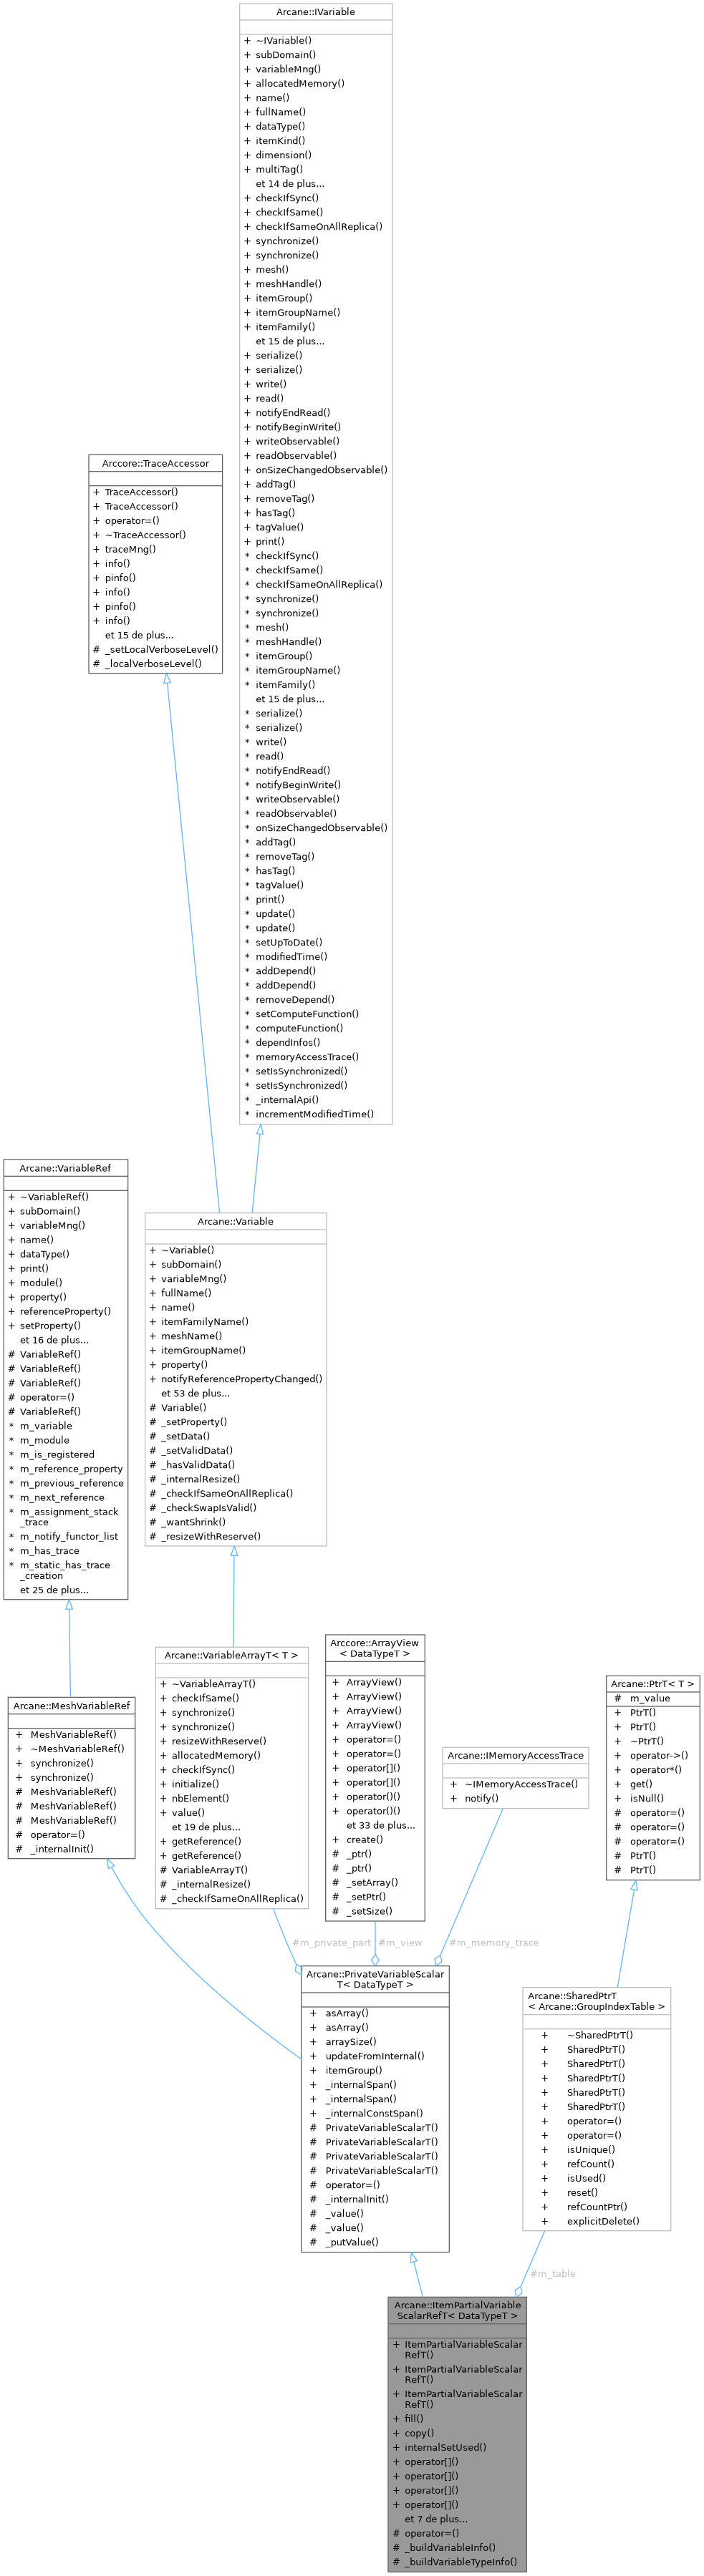 Arcane::IVariable
+ ~IVariable()
+ subDomain()
+ variableMng()
+ allocatedMemory()
+ name()
+ fullName()
+ dataType()
+ itemKind()
+ dimension()
+ multiTag()
et 14 de plus...
+ checkIfSync()
+ checkIfSame()
+ checkIfSameOnAllReplica()
+ synchronize()
+ synchronize()
+ mesh()
+ meshHandle()
+ itemGroup()
+ itemGroupName()
+ itemFamily()
et 15 de plus...
+ serialize()
+ serialize()
+ write()
+ read()
+ notifyEndRead()
+ notifyBeginWrite()
+ writeObservable()
+ readObservable()
+ onSizeChangedObservable()
+ addTag()
+ removeTag()
+ hasTag()
+ tagValue()
+ print()
* checkIfSync()
* checkIfSame()
* checkIfSameOnAllReplica()
* synchronize()
* synchronize()
* mesh()
* meshHandle()
* itemGroup()
* itemGroupName()
* itemFamily()
et 15 de plus...
* serialize()
* serialize()
* write()
* read()
* notifyEndRead()
* notifyBeginWrite()
* writeObservable()
* readObservable()
* onSizeChangedObservable()
* addTag()
* removeTag()
* hasTag()
* tagValue()
* print()
* update()
* update()
* setUpToDate()
* modifiedTime()
* addDepend()
* addDepend()
* removeDepend()
* setComputeFunction()
* computeFunction()
* dependInfos()
* memoryAccessTrace()
* setIsSynchronized()
* setIsSynchronized()
* _internalApi()
* incrementModifiedTime()
Arccore::TraceAccessor
+ TraceAccessor()
+ TraceAccessor()
+ operator=()
+ ~TraceAccessor()
+ traceMng()
+ info()
+ pinfo()
+ info()
+ pinfo()
+ info()
et 15 de plus...
# _setLocalVerboseLevel()
# _localVerboseLevel()
Arcane::VariableRef
+ ~VariableRef()
+ subDomain()
+ variableMng()
+ name()
+ dataType()
+ print()
+ module()
+ property()
+ referenceProperty()
+ setProperty()
et 16 de plus...
# VariableRef()
# VariableRef()
# VariableRef()
# operator=()
# VariableRef()
* m_variable
* m_module
* m_is_registered
* m_reference_property
* m_previous_reference
* m_next_reference
* m_assignment_stack
_trace
* m_notify_functor_list
* m_has_trace
* m_static_has_trace
_creation
et 25 de plus...
Arcane::Variable
+ ~Variable()
+ subDomain()
+ variableMng()
+ fullName()
+ name()
+ itemFamilyName()
+ meshName()
+ itemGroupName()
+ property()
+ notifyReferencePropertyChanged()
et 53 de plus...
# Variable()
# _setProperty()
# _setData()
# _setValidData()
# _hasValidData()
# _internalResize()
# _checkIfSameOnAllReplica()
# _checkSwapIsValid()
# _wantShrink()
# _resizeWithReserve()
Arcane::MeshVariableRef
+ MeshVariableRef()
+ ~MeshVariableRef()
+ synchronize()
+ synchronize()
# MeshVariableRef()
# MeshVariableRef()
# MeshVariableRef()
# operator=()
# _internalInit()
Arcane::VariableArrayT< T >
+ ~VariableArrayT()
+ checkIfSame()
+ synchronize()
+ synchronize()
+ resizeWithReserve()
+ allocatedMemory()
+ checkIfSync()
+ initialize()
+ nbElement()
+ value()
et 19 de plus...
+ getReference()
+ getReference()
# VariableArrayT()
# _internalResize()
# _checkIfSameOnAllReplica()
Arccore::ArrayView
< DataTypeT >
+ ArrayView()
+ ArrayView()
+ ArrayView()
+ ArrayView()
+ operator=()
+ operator=()
+ operator[]()
+ operator[]()
+ operator()()
+ operator()()
et 33 de plus...
+ create()
# _ptr()
# _ptr()
# _setArray()
# _setPtr()
# _setSize()
Arcane::IMemoryAccessTrace
+ ~IMemoryAccessTrace()
+ notify()
Arcane::PtrT< T >
# m_value
+ PtrT()
+ PtrT()
+ ~PtrT()
+ operator->()
+ operator*()
+ get()
+ isNull()
# operator=()
# operator=()
# operator=()
# PtrT()
# PtrT()
#m_private_part
#m_view
#m_memory_trace
Arcane::PrivateVariableScalar
T< DataTypeT >
+ asArray()
+ asArray()
+ arraySize()
+ updateFromInternal()
+ itemGroup()
+ _internalSpan()
+ _internalSpan()
+ _internalConstSpan()
# PrivateVariableScalarT()
# PrivateVariableScalarT()
# PrivateVariableScalarT()
# PrivateVariableScalarT()
# operator=()
# _internalInit()
# _value()
# _value()
# _putValue()
Arcane::SharedPtrT
< Arcane::GroupIndexTable >
+ ~SharedPtrT()
+ SharedPtrT()
+ SharedPtrT()
+ SharedPtrT()
+ SharedPtrT()
+ SharedPtrT()
+ operator=()
+ operator=()
+ isUnique()
+ refCount()
+ isUsed()
+ reset()
+ refCountPtr()
+ explicitDelete()
#m_table
Arcane::ItemPartialVariable
ScalarRefT< DataTypeT >
+ ItemPartialVariableScalar
RefT()
+ ItemPartialVariableScalar
RefT()
+ ItemPartialVariableScalar
RefT()
+ fill()
+ copy()
+ internalSetUsed()
+ operator[]()
+ operator[]()
+ operator[]()
+ operator[]()
et 7 de plus...
# operator=()
# _buildVariableInfo()
# _buildVariableTypeInfo()